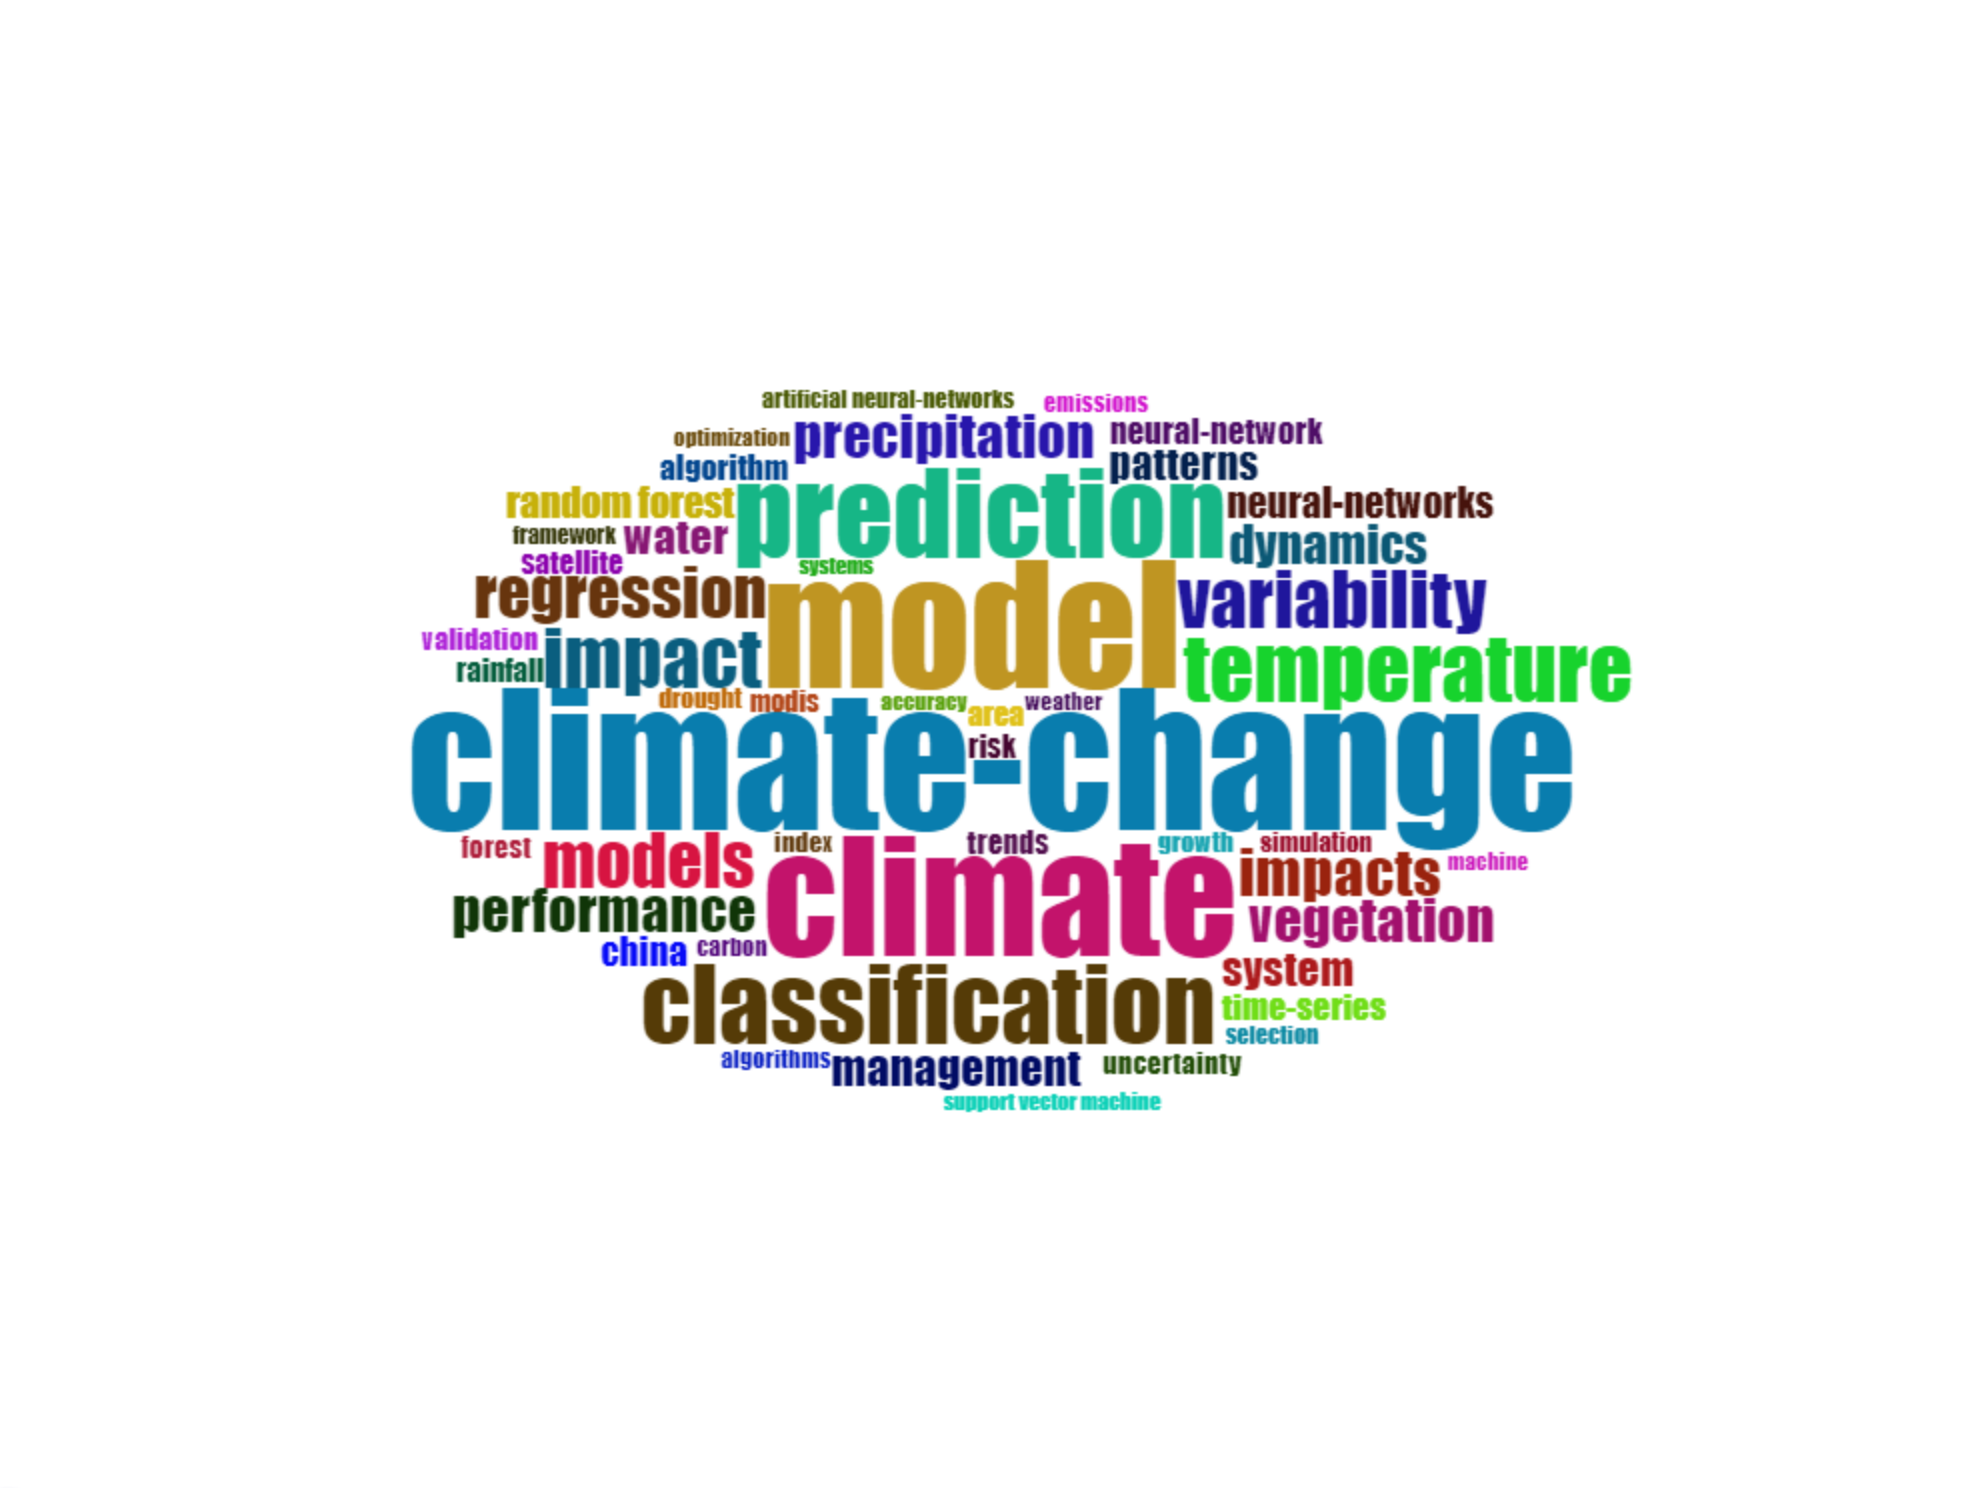 artificial neural-networks
emissions
optimization
precipitation
neural-network
algorithm
patterns
random forest
prediction
neural-networks
framework
water
dynamics
satellite
systems
regression
model
variability
validation
impact
temperature
rainfall
drought
modis
accuracy
area
weather
risk
climate-change
forest
models
index
trends
growth
simulation
climate
impacts
machine
performance
vegetation
china
carbon
classification
system
time-series
selection
algorithms
management
uncertainty
support vector machine